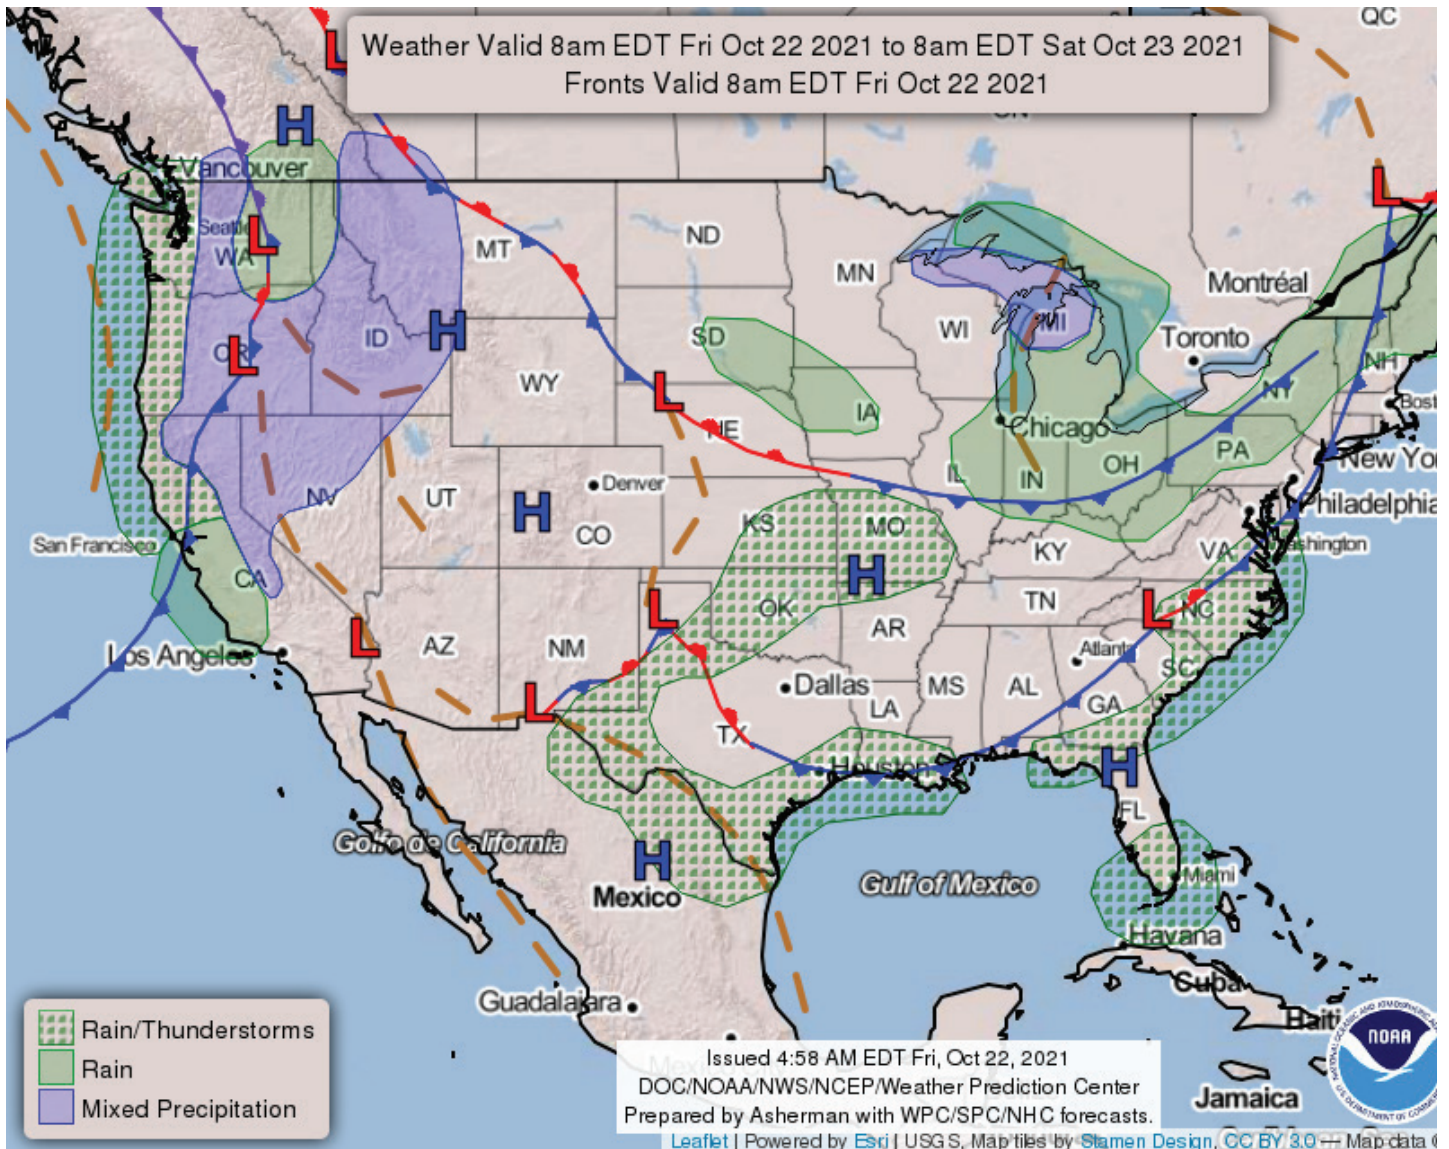 QC
Weather Valid 8am EDT Fri Oct 22 2021 to 8am EDT Sat Oct 23 2021
Fronts Valid 8am EDT Fri Oct 22 2021
L
H
Vancouver
L
Seattle
WA
L
MT
ND
MN
Montréal
OR
ID
H
SD
WI
MI
Toronto
NH
L
WY
L
NE
IA
NY
Bost
Chicago
IL
IN
OH
PA
New Yo
NV
UT
H
Denver
CO
KS
MO
Philadelphia
San Francisco
CA
H
KY
VA
ashington
L
AZ
NM
L
OK
AR
TN
L
NC
Los Angeles
Dallas
MS
AL
Atlanta
SC
L
TX
LA
GA
Houston
H
FL
Golfo de California
H
Mexico
Gulf of Mexico
Miami
Havana
Cuba
Guadalajara
Haiti
Rain/Thunderstorms
Rain
Mixed Precipitation
Mexico City
Issued 4:58 AM EDT Fri, Oct 22, 2021
DOC/NOAA/NWS/NCEP/Weather Prediction Center
Prepared by Asherman with WPC/SPC/NHC forecasts.
NOAA
Jamaica
Leaflet | Powered by Esri | USGS, Map tiles by Stamen Design, CC BY 3.0 — Map data ©